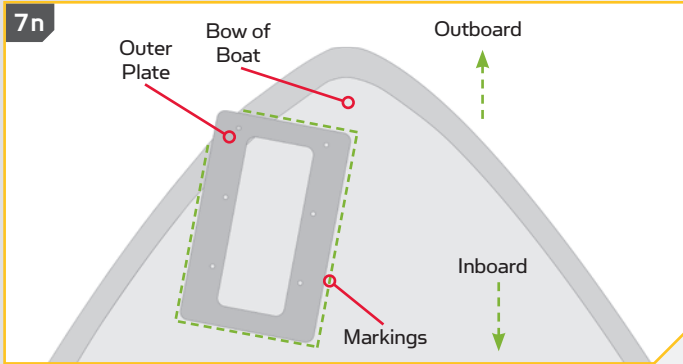 7n
Outer
Plate
Bow of
Boat
Outboard
Inboard
Markings